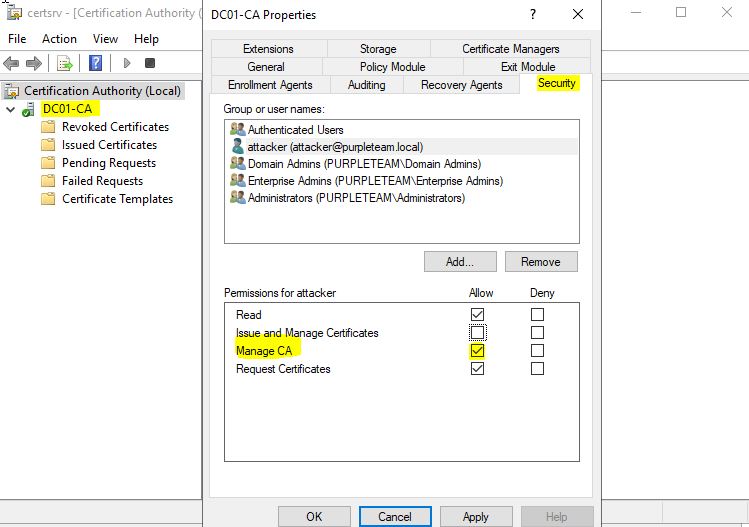 certsrv - [Certification Authority (
File Action View Help
Certification Authority (Local)
DC01-CA
Revoked Certificates
Issued Certificates
Pending Requests
Failed Requests
Certificate Templates
DC01-CA Properties
?
Extensions Storage Certificate Managers
General Policy Module Exit Module
Enrollment Agents Auditing Recovery Agents Security
Group or user names:
Authenticated Users
attacker (attacker@purpleteam.local)
Domain Admins (PURPLETEAM\Domain Admins)
Enterprise Admins (PURPLETEAM\Enterprise Admins)
Administrators (PURPLETEAM\Administrators)
Add... Remove
Permissions for attacker Allow Deny
Read
Issue and Manage Certificates
Manage CA
Request Certificates
OK Cancel Apply Help